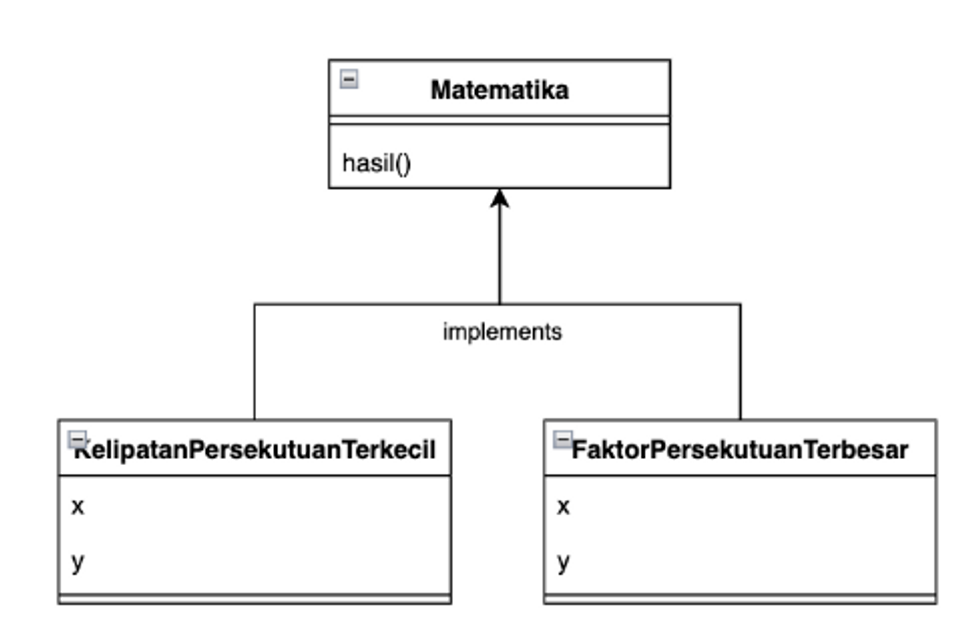 Matematika
hasil()
implements
KelipatanPersekutuanTerkecil
x
y
FaktorPersekutuanTerbesar
x
y